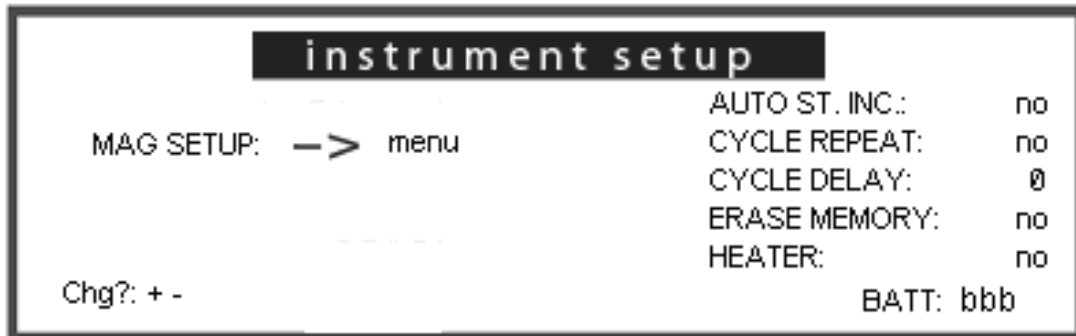 instrument setup
MAG SETUP: –> menu
AUTO ST. INC.: no
CYCLE REPEAT: no
CYCLE DELAY: 0
ERASE MEMORY: no
HEATER: no
Chg?: + -
BATT: bbb